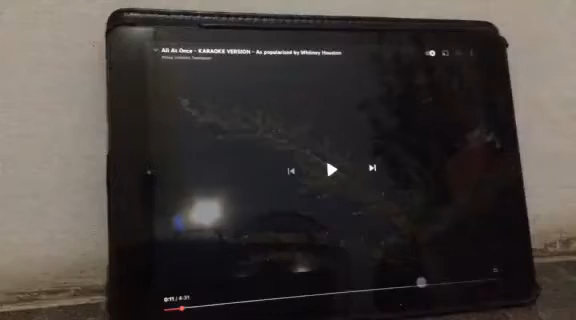 All At Once - KARAOKE VERSION - As popularized by Whitney Houston
0:11 / 4:31